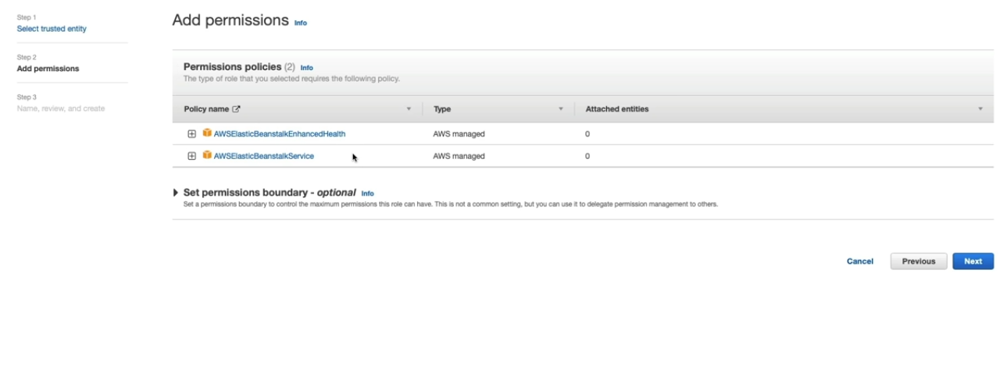 Step 1
Select trusted entity
Step 2
Add permissions
Step 3
Name, review, and create
Add permissions Info
Permissions policies (2) Info
The type of role that you selected requires the following policy.
Policy name Type Attached entities
AWSElasticBeanstalkEnhancedHealth AWS managed 0
AWSElasticBeanstalkService AWS managed 0
Set permissions boundary - optional Info
Set a permissions boundary to control the maximum permissions this role can have. This is not a common setting, but you can use it to delegate permission management to others.
Cancel Previous Next